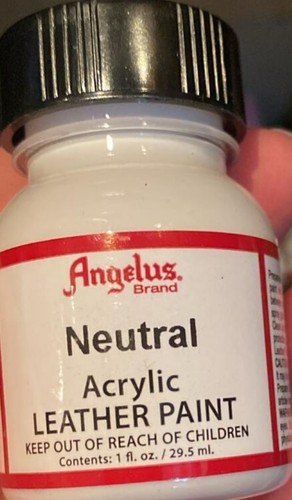 Angelus.
Brand
Neutral
Acrylic
LEATHER PAINT
KEEP OUT OF REACH OF CHILDREN
Contents: 1 fl. oz. / 29.5 ml.